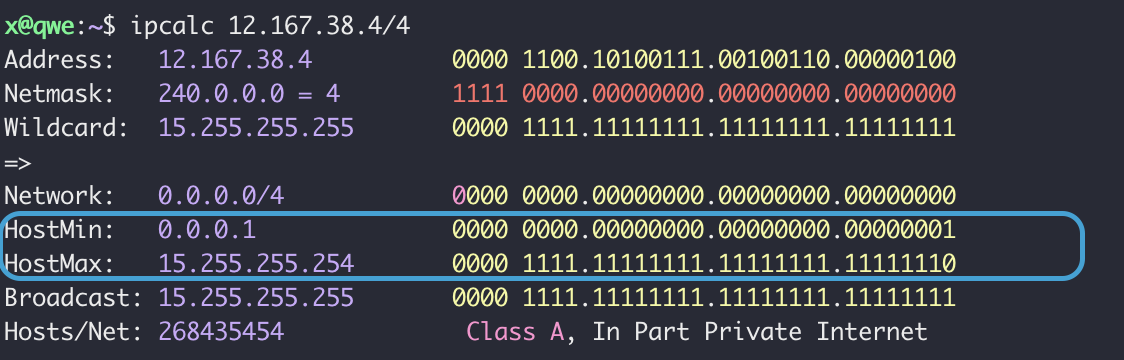 x@qwe:~$ ipcalc 12.167.38.4/4
Address:   12.167.38.4          0000 1100.10100111.00100110.00000100
Netmask:   240.0.0.0 = 4        1111 0000.00000000.00000000.00000000
Wildcard:  15.255.255.255       0000 1111.11111111.11111111.11111111
=>
Network:   0.0.0.0/4            0000 0000.00000000.00000000.00000000
HostMin:   0.0.0.1              0000 0000.00000000.00000000.00000001
HostMax:   15.255.255.254       0000 1111.11111111.11111111.11111110
Broadcast: 15.255.255.255       0000 1111.11111111.11111111.11111111
Hosts/Net: 268435454             Class A, In Part Private Internet